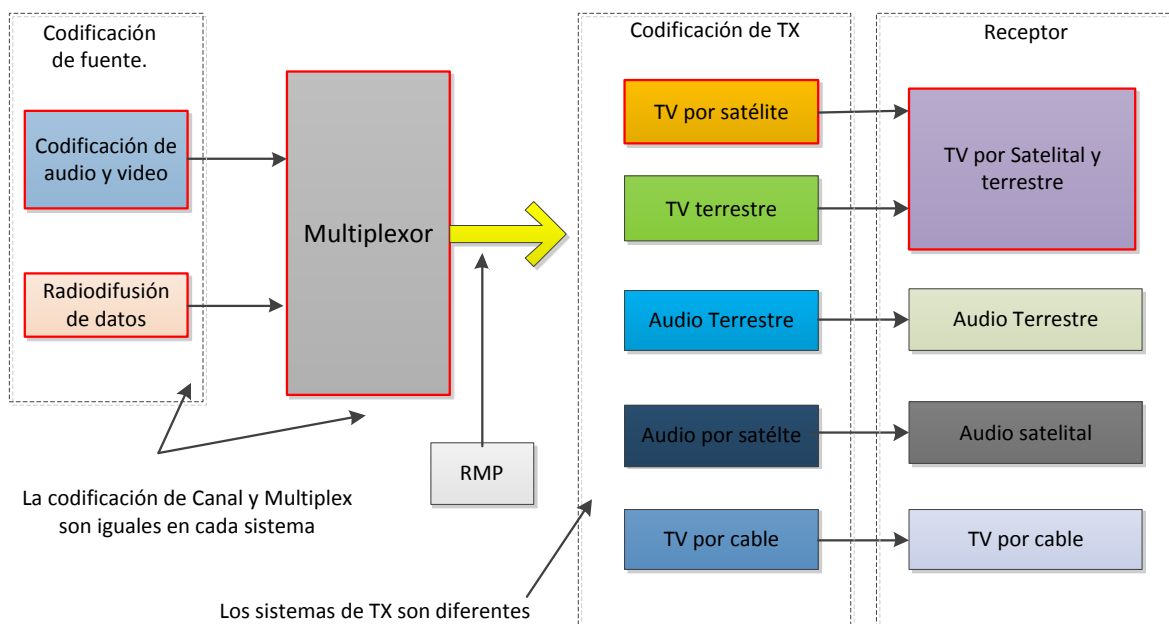 Codificación
de fuente.
Codificación de
audio y video
Radiodifusión
de datos
Multiplexor
RMP
La codificación de Canal y Multiplex
son iguales en cada sistema
Codificación de TX
TV por satélite
TV terrestre
Audio Terrestre
Audio por satélte
TV por cable
Los sistemas de TX son diferentes
Receptor
TV por Satelital y
terrestre
Audio Terrestre
Audio satelital
TV por cable